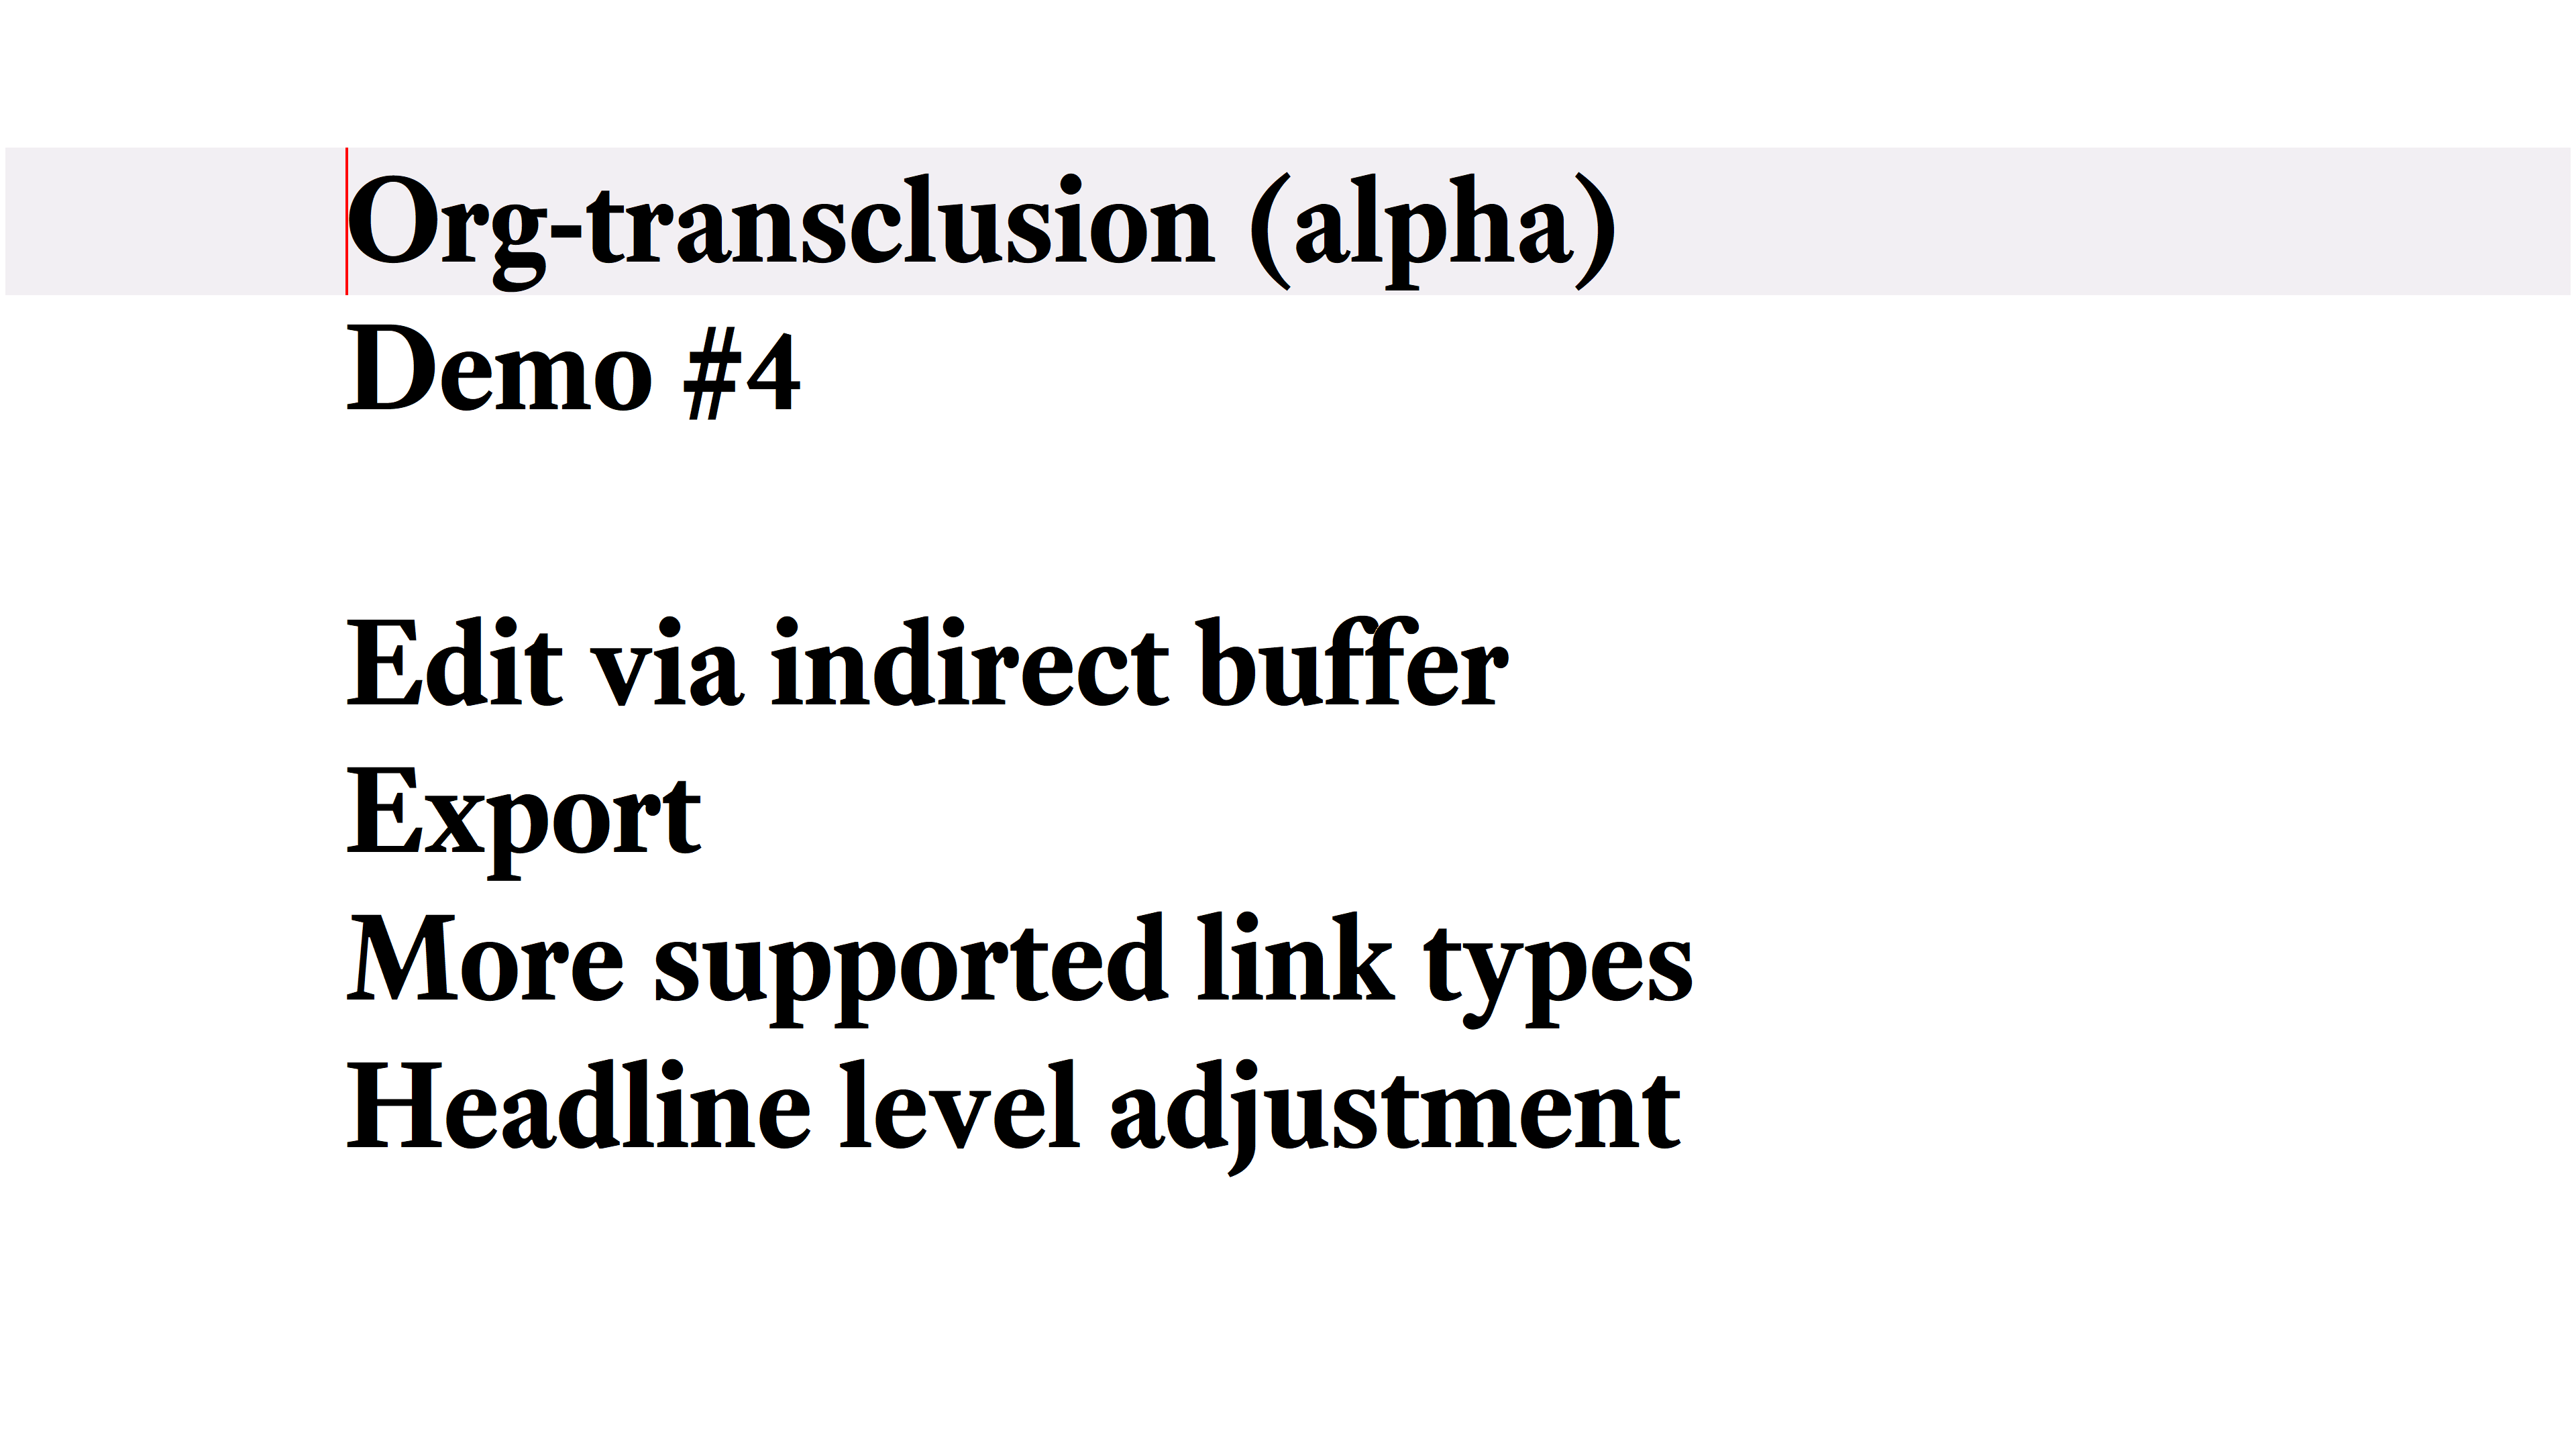 Org-transclusion (alpha)
Demo #4
Edit via indirect buffer
Export
More supported link types
Headline level adjustment